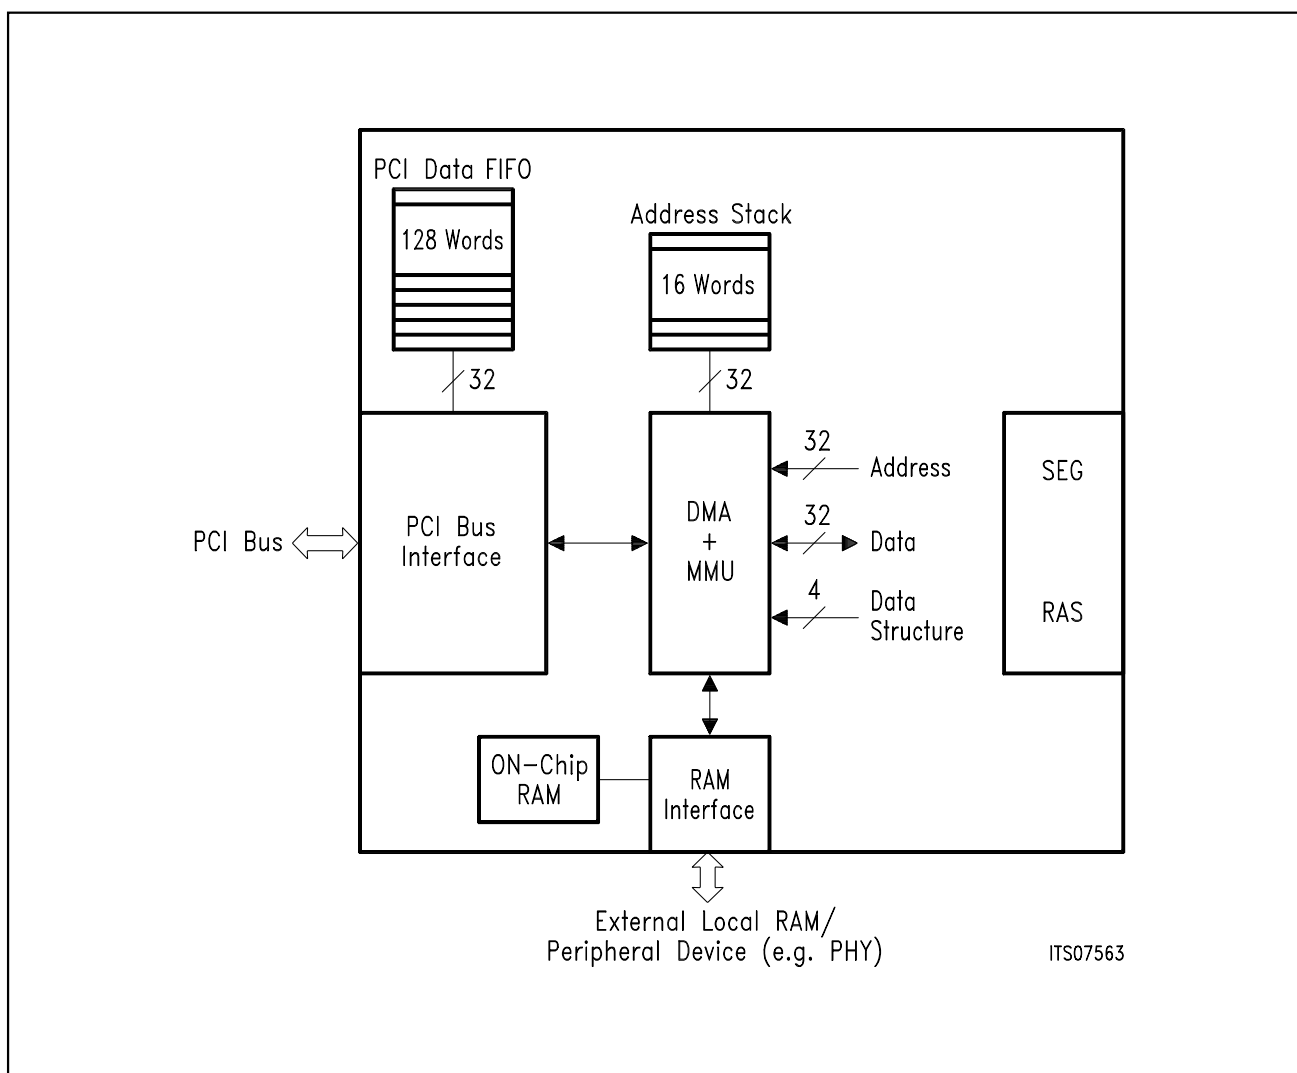 PCI Data FIFO
128 Words
32
Address Stack
16 Words
32
PCI Bus
PCI Bus
Interface
DMA
+
MMU
32
Address
32
Data
4
Data
Structure
SEG
RAS
ON-Chip
RAM
RAM
Interface
External Local RAM/
Peripheral Device (e.g. PHY)
ITS07563